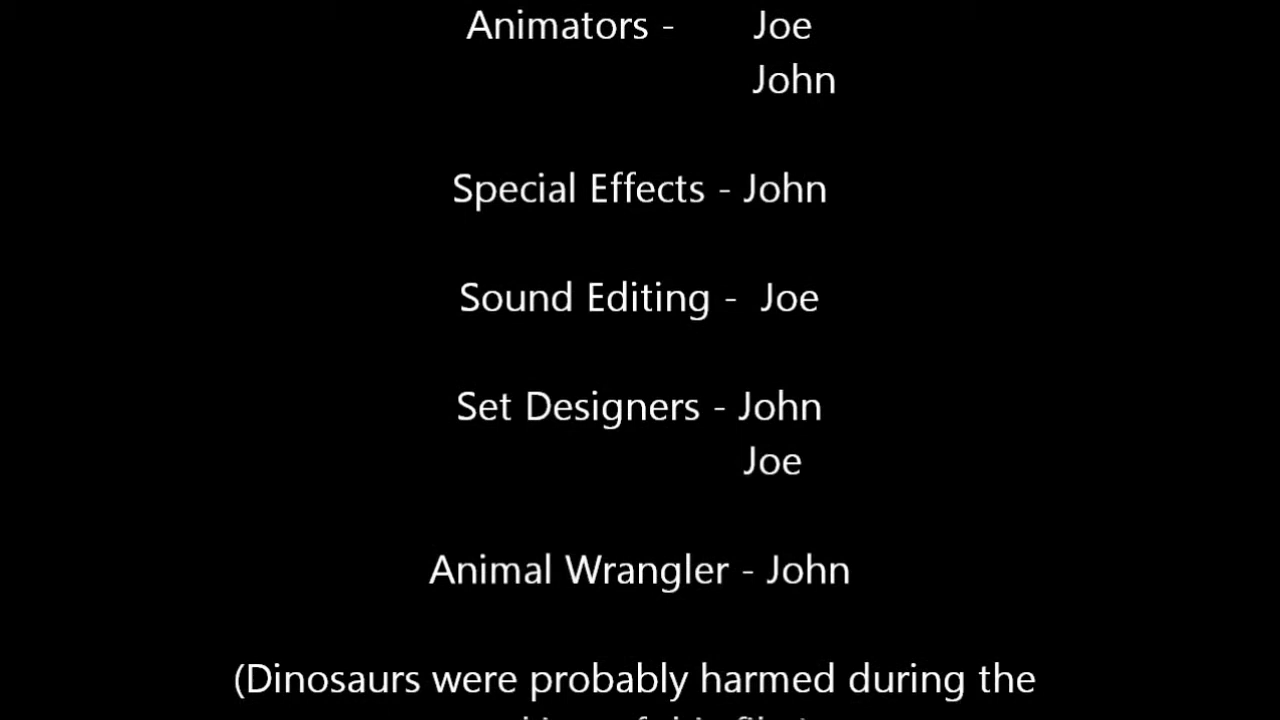 Animators - Joe
John
Special Effects - John
Sound Editing - Joe
Set Designers - John
Joe
Animal Wrangler - John
(Dinosaurs were probably harmed during the